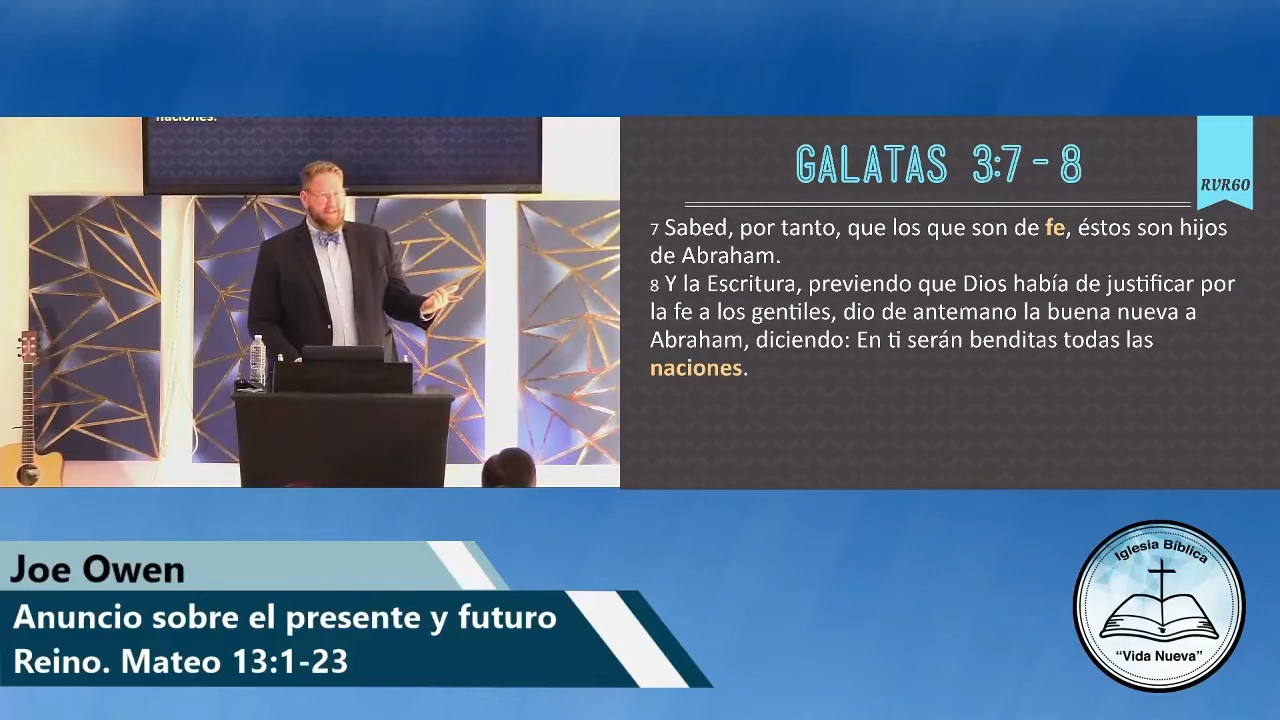 naciones.
GALATAS 3:7 - 8
RVR60
7 Sabed, por tanto, que los que son de fe, éstos son hijos
de Abraham.
8 Y la Escritura, previendo que Dios había de justificar por
la fe a los gentiles, dio de antemano la buena nueva a
Abraham, diciendo: En ti serán benditas todas las
naciones.
Joe Owen
Anuncio sobre el presente y futuro
Reino. Mateo 13:1-23
Iglesia Bíblica
“Vida Nueva”